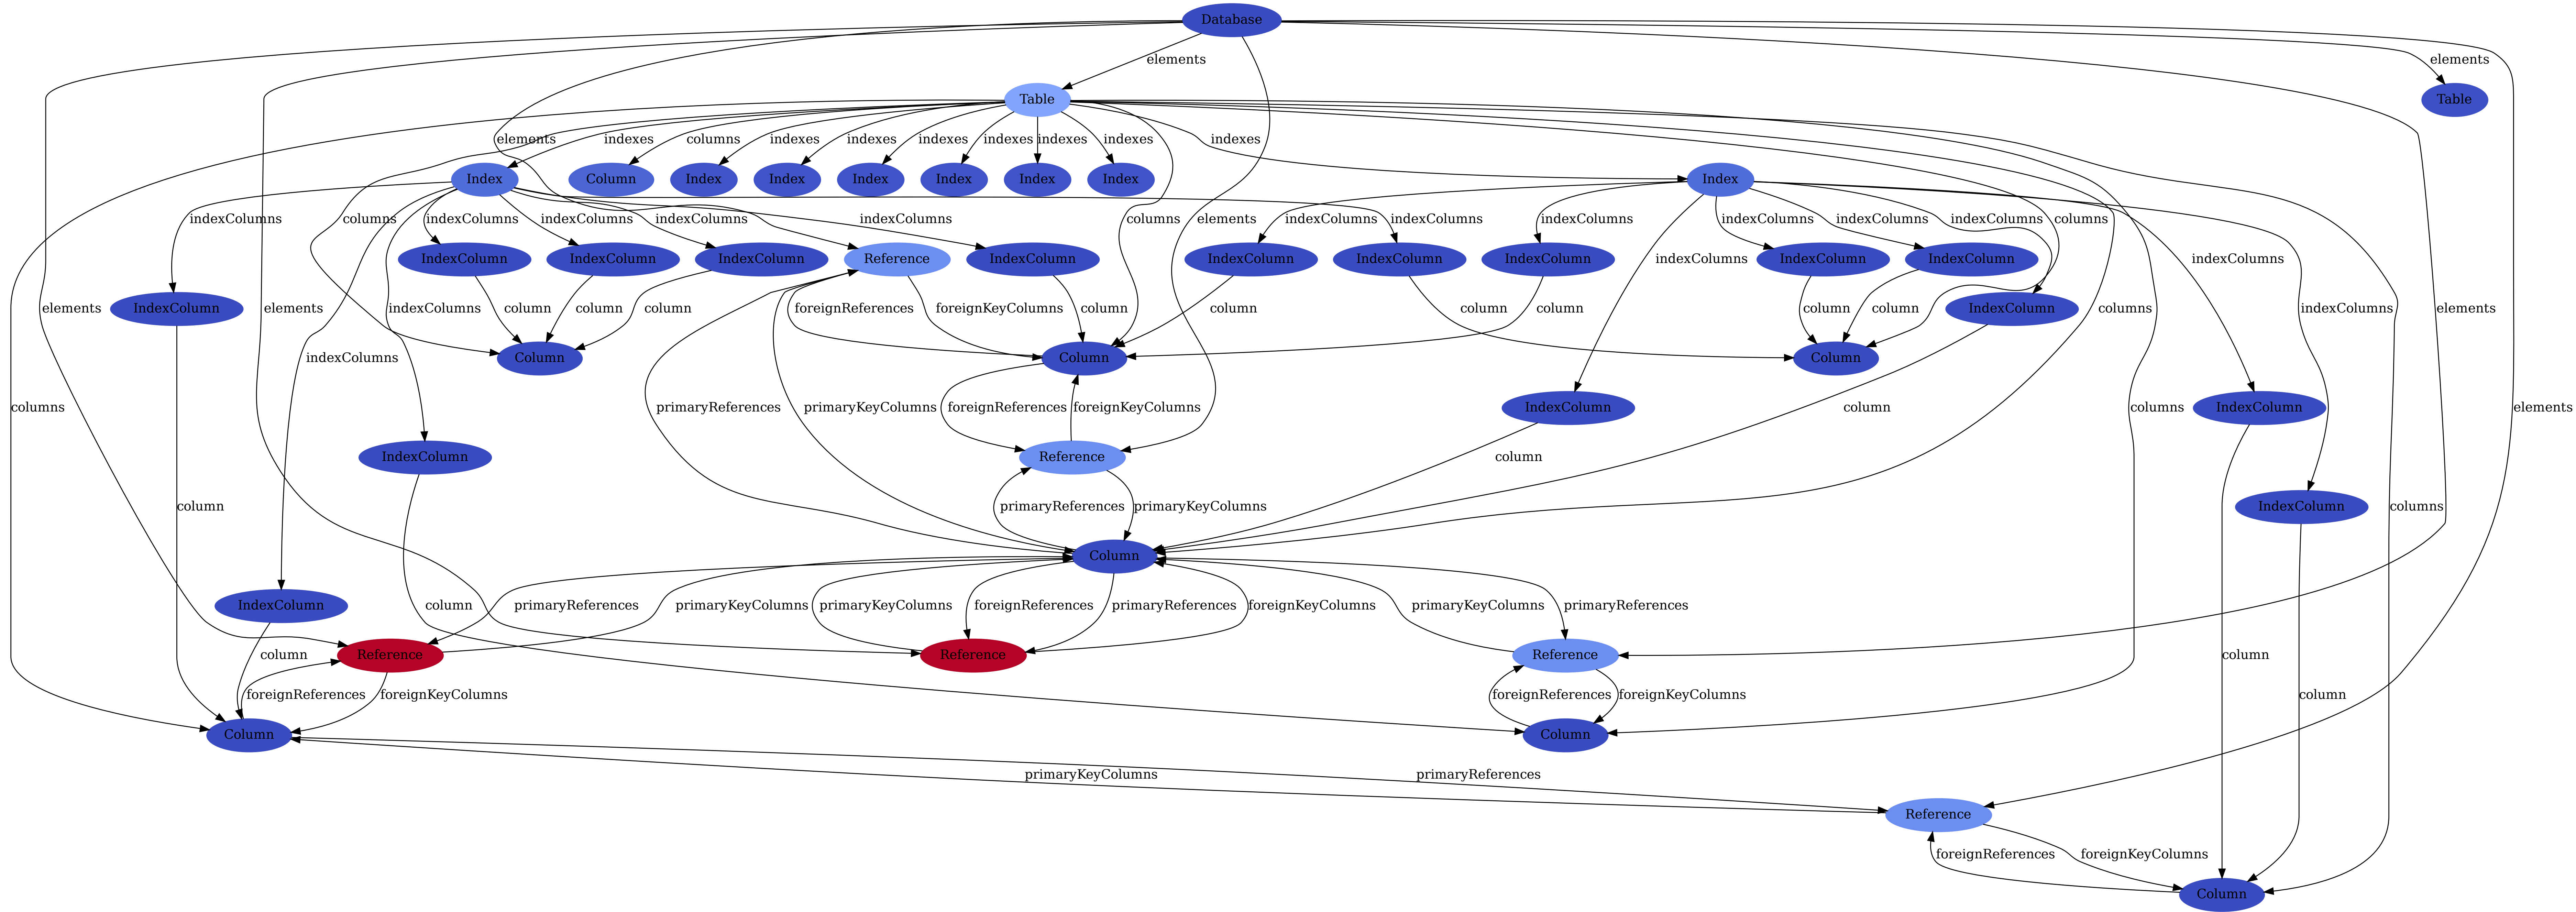 Database
elements
elements
Table
Table
elements
indexes
columns
indexes
indexes
indexes
indexes
indexes
indexes
indexes
Index
Column
Index
Index
Index
Index
Index
Index
Index
indexColumns
columns
indexColumns
indexColumns
indexColumns
indexColumns
columns
elements
indexColumns
indexColumns
indexColumns
indexColumns
indexColumns
indexColumns
columns
IndexColumn
IndexColumn
IndexColumn
Reference
IndexColumn
IndexColumn
IndexColumn
IndexColumn
IndexColumn
IndexColumn
indexColumns
indexColumns
elements
IndexColumn
elements
indexColumns
column
column
column
foreignReferences
foreignKeyColumns
column
column
column
column
column
column
IndexColumn
columns
indexColumns
elements
indexColumns
Column
Column
Column
columns
primaryReferences
primaryKeyColumns
foreignReferences
foreignKeyColumns
IndexColumn
column
columns
IndexColumn
elements
IndexColumn
Reference
column
column
primaryReferences
primaryKeyColumns
IndexColumn
columns
Column
IndexColumn
column
primaryReferences
primaryKeyColumns
primaryKeyColumns
foreignReferences
primaryReferences
foreignKeyColumns
primaryKeyColumns
primaryReferences
column
Reference
Reference
Reference
column
foreignReferences
foreignKeyColumns
foreignReferences
foreignKeyColumns
column
Column
Column
primaryKeyColumns
primaryReferences
Reference
foreignReferences
foreignKeyColumns
Column